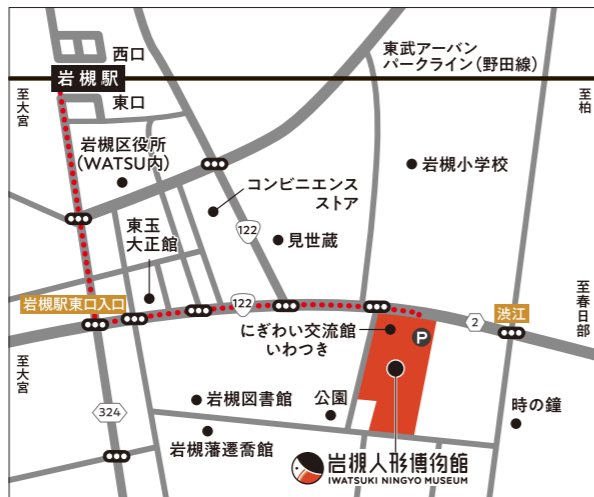 西口
岩槻駅
東口
東武アーバン
パークライン(野田線)
至大宮
至柏
岩槻区役所
(WATSU内)
岩槻小学校
コンビニエンス
ストア
東玉
大正館
122
見世蔵
至春日部
岩槻駅東口入口
122
にぎわい交流館
いわつき
P
2
渋江
至大宮
324
岩槻図書館
公園
時の鐘
岩槻藩遷喬館
岩槻人形博物館
IWATSUKI NINGYO MUSEUM